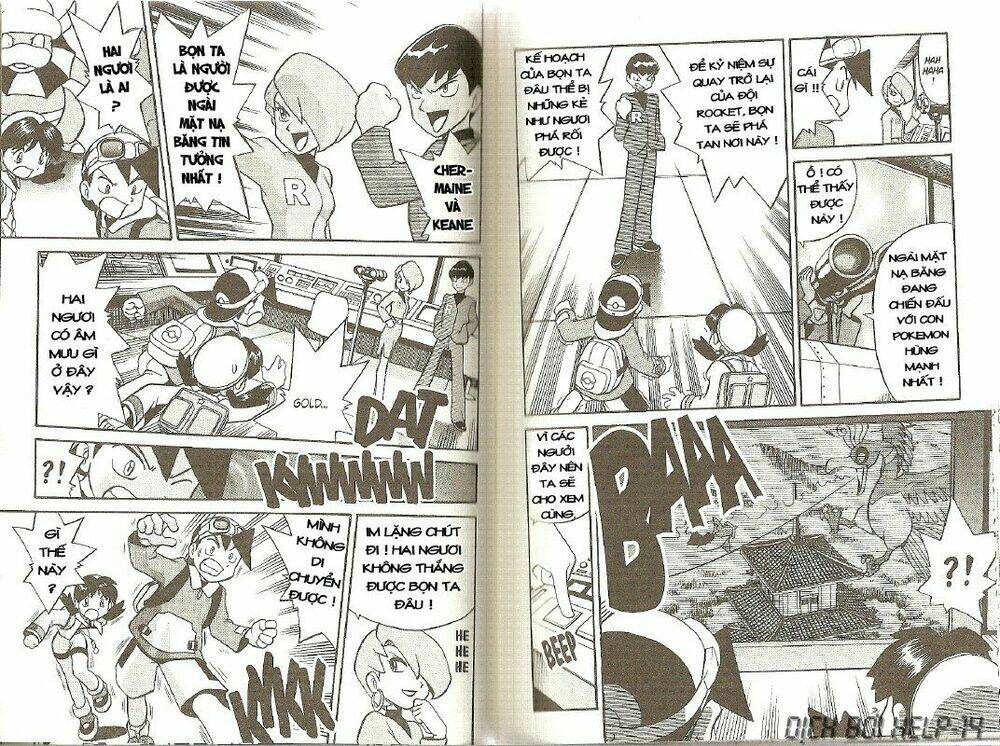 HAI
NGƯƠI
LÀ AI
?
BỌN TA
LÀ NGƯỜI
ĐƯỢC
NGÀI
MẶT NẠ
BĂNG TIN
TƯỞNG
NHẤT!
CHER-
MAINE
VÀ
KEANE
HAI
NGƯƠI
CÓ ÂM
MƯU GÌ
Ở ĐÂY
VẬY?
GOLD...
DAT
?!
GÌ
THẾ
NÀY
?
MÌNH
KHÔNG
DI
CHUYỂN
ĐƯỢC!
IM LẶNG CHÚT
ĐI! HAI NGƯƠI
KHÔNG THẮNG
ĐƯỢC BỌN TA
ĐÂU!
HE
HE
HE
KẾ HOẠCH
CỦA BỌN TA
ĐÂU THỂ BỊ
NHỮNG KẺ
NHƯ NGƯƠI
PHÁ RỐI
ĐƯỢC!
R
ĐỂ KỶ NIỆM SỰ
QUAY TRỞ LẠI
CỦA ĐỘI
ROCKET, BỌN
TA SẼ PHÁ
TAN NƠI NÀY!
CÁI
GÌ!!
HAH
HAHA!
Ồ! CÓ
THỂ THẤY
ĐƯỢC
NÀY!
NGÀI MẶT
NẠ BĂNG
ĐANG
CHIẾN ĐẤU
VỚI CON
POKEMON
HÙNG
MẠNH
NHẤT!
VÌ CÁC
NGƯỜI
ĐÂY NÊN
TA SẼ
CHO XEM
CŨNG.
BEEP
BAAAA
?!
DỊCH BỞI.HELP-14